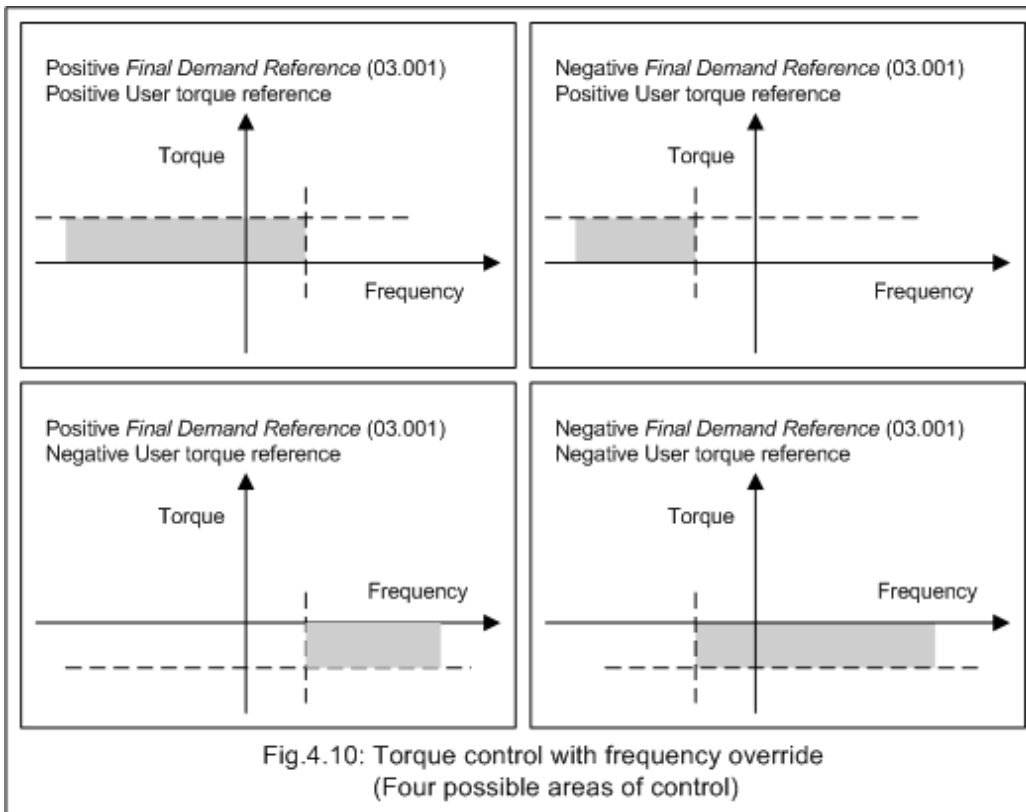 Positive Final Demand Reference (03.001)
Positive User torque reference
Torque
Frequency
Negative Final Demand Reference (03.001)
Positive User torque reference
Torque
Frequency
Positive Final Demand Reference (03.001)
Negative User torque reference
Torque
Frequency
Negative Final Demand Reference (03.001)
Negative User torque reference
Torque
Frequency
Fig.4.10: Torque control with frequency override
(Four possible areas of control)